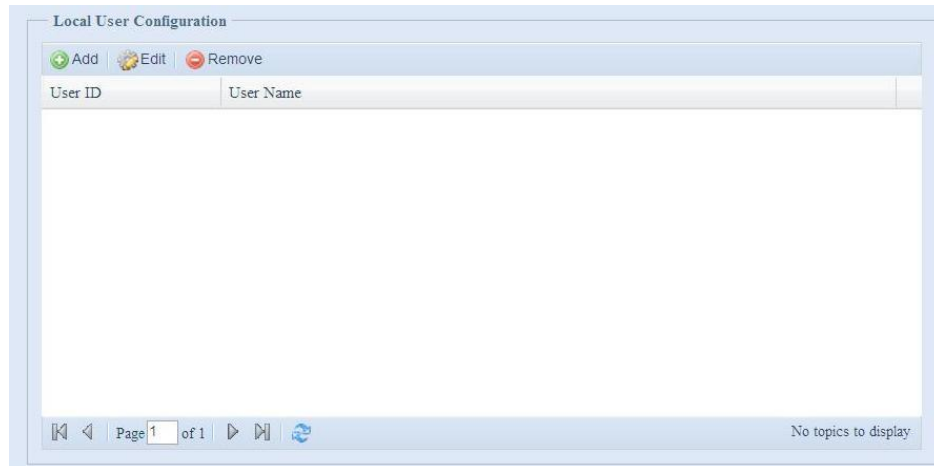 Local User Configuration
Add Edit Remove
User ID User Name
Page 1 of 1 No topics to display